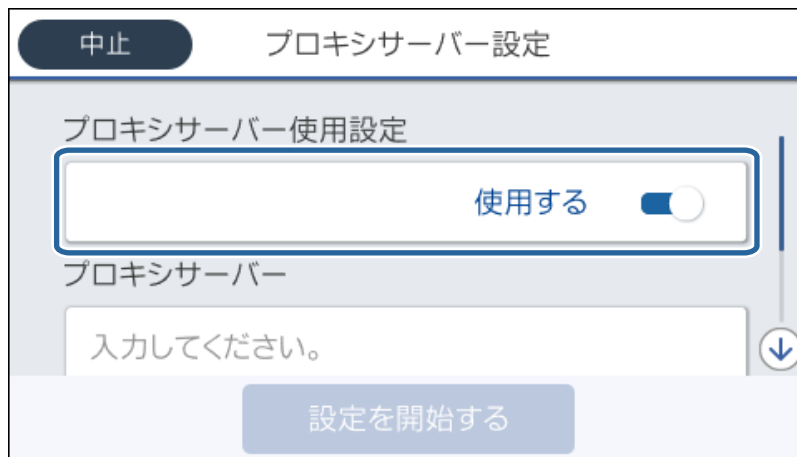 中止
プロキシサーバー設定
プロキシサーバー使用設定
使用する
プロキシサーバー
入力してください。
設定を開始する